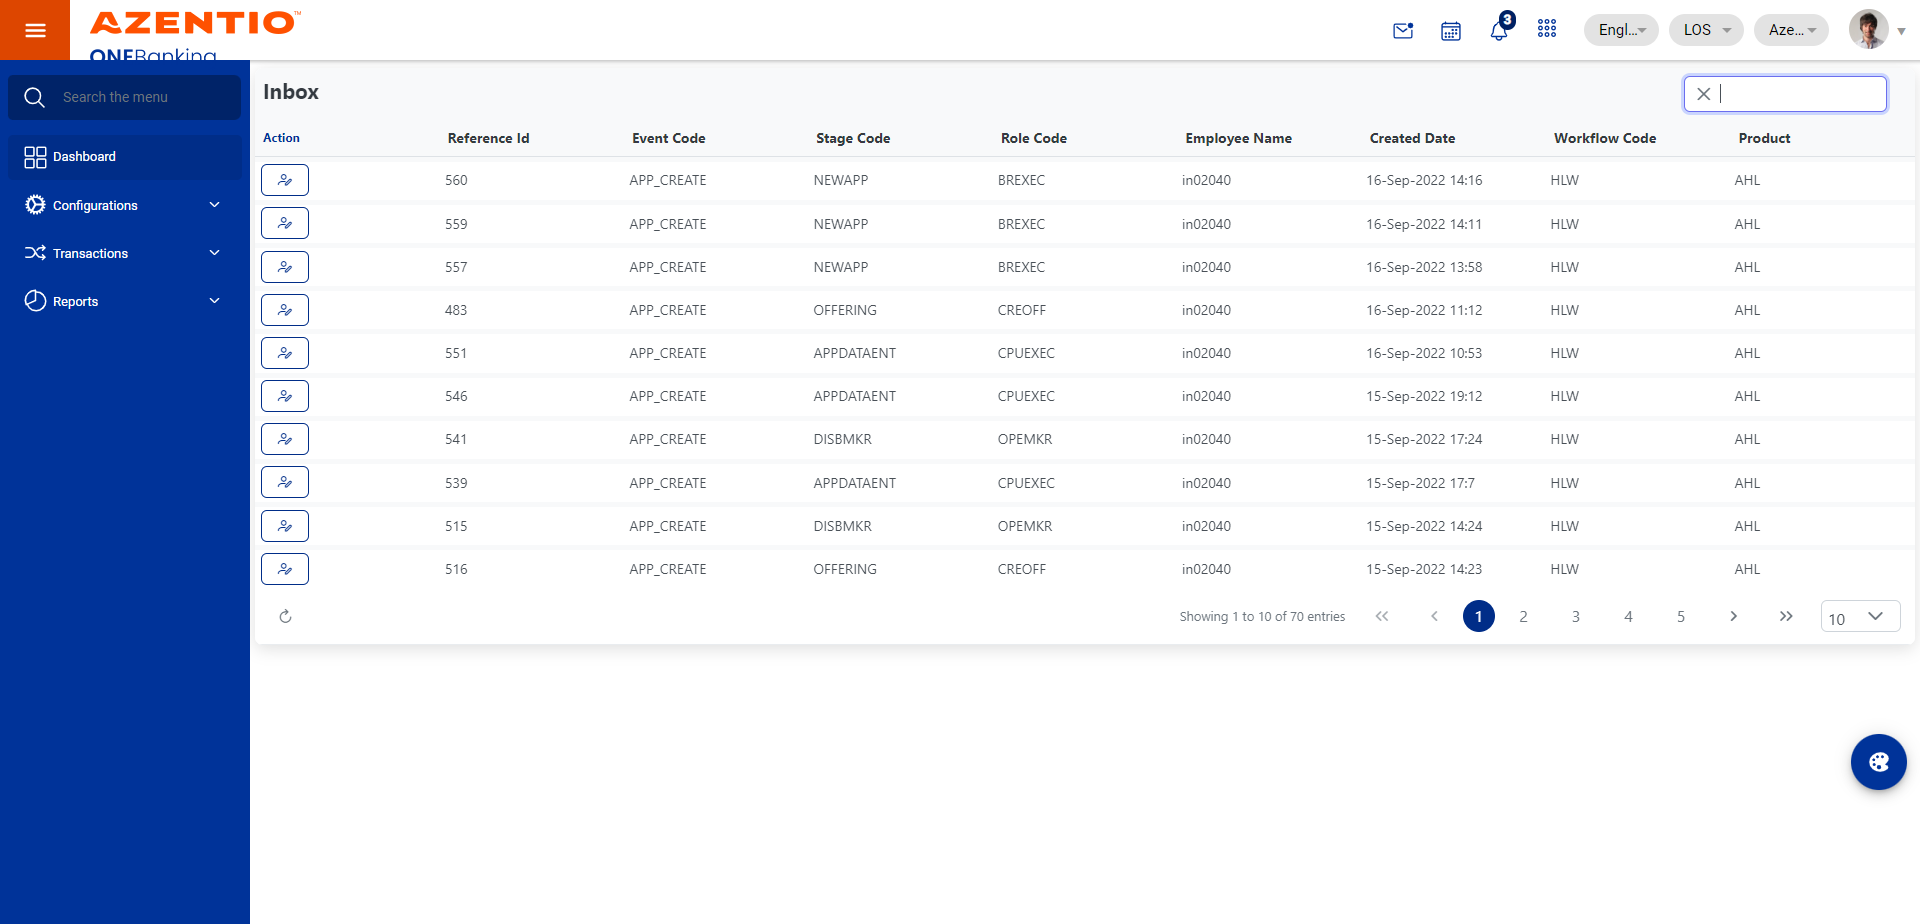 AZENTIO™
ONEBanking
3
Engl...
LOS
Aze...
Search the menu
Dashboard
Configurations
Transactions
Reports
Inbox
Action Reference Id Event Code Stage Code Role Code Employee Name Created Date Workflow Code Product
560 APP_CREATE NEWAPP BREXEC in02040 16-Sep-2022 14:16 HLW AHL
559 APP_CREATE NEWAPP BREXEC in02040 16-Sep-2022 14:11 HLW AHL
557 APP_CREATE NEWAPP BREXEC in02040 16-Sep-2022 13:58 HLW AHL
483 APP_CREATE OFFERING CREOFF in02040 16-Sep-2022 11:12 HLW AHL
551 APP_CREATE APPDATAENT CPUEXEC in02040 16-Sep-2022 10:53 HLW AHL
546 APP_CREATE APPDATAENT CPUEXEC in02040 15-Sep-2022 19:12 HLW AHL
541 APP_CREATE DISBMKR OPEMKR in02040 15-Sep-2022 17:24 HLW AHL
539 APP_CREATE APPDATAENT CPUEXEC in02040 15-Sep-2022 17:7 HLW AHL
515 APP_CREATE DISBMKR OPEMKR in02040 15-Sep-2022 14:24 HLW AHL
516 APP_CREATE OFFERING CREOFF in02040 15-Sep-2022 14:23 HLW AHL
Showing 1 to 10 of 70 entries 1 2 3 4 5 10